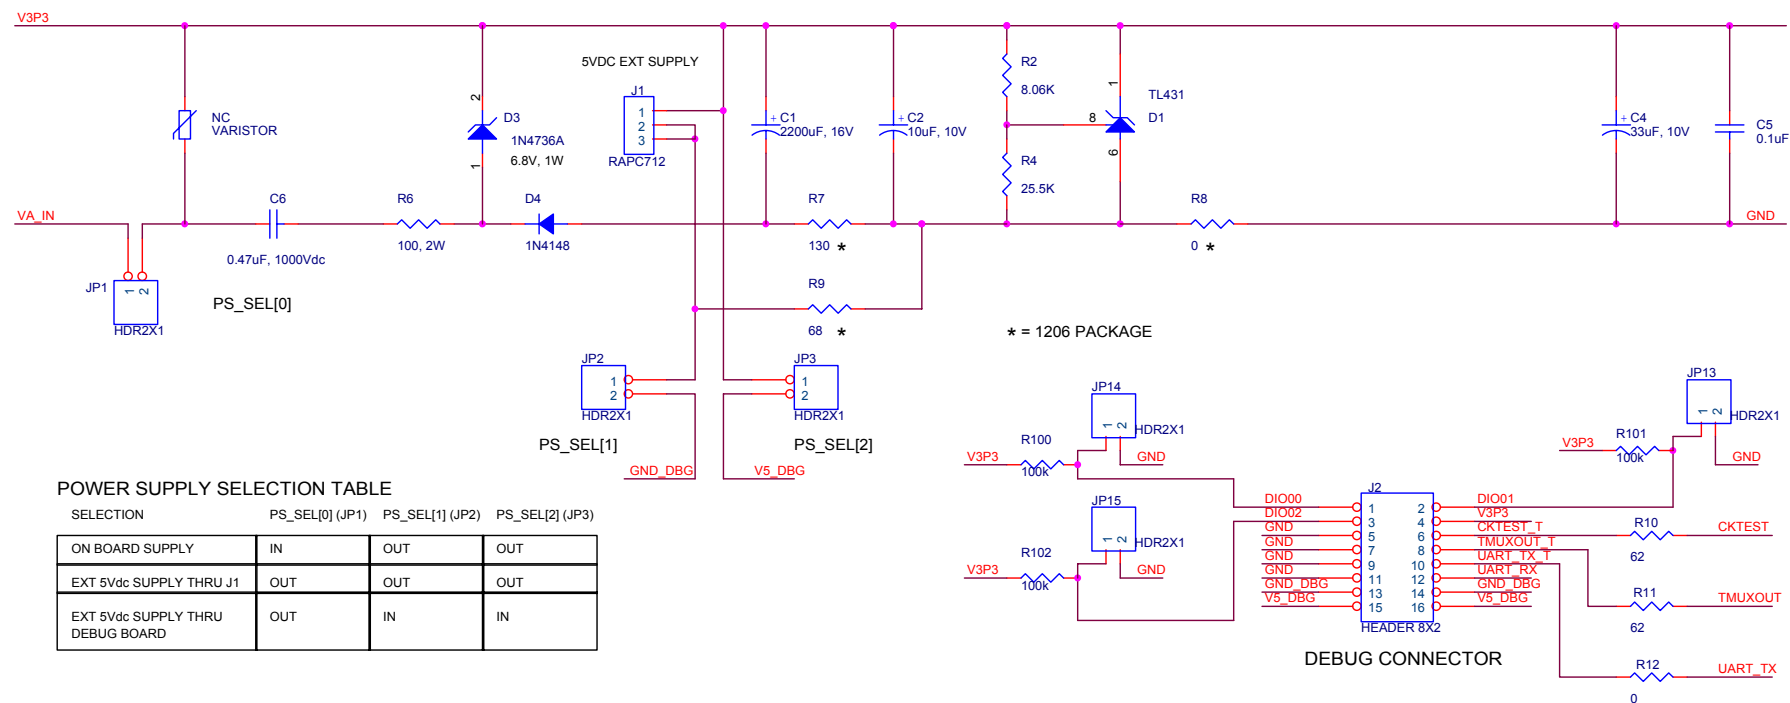 V3P3
5VDC EXT SUPPLY
J1
1
2
3
RAPC712
NC
VARISTOR
2
D3
1N4736A
6.8V, 1W
1
+ C1
2200uF, 16V
+ C2
10uF, 10V
R2
8.06K
R4
25.5K
1
TL431
8
D1
6
+ C4
33uF, 10V
C5
0.1uF
VA_IN
C6
0.47uF, 1000Vdc
R6
100, 2W
D4
1N4148
R7
130 *
R8
0 *
GND
JP1
1 2
HDR2X1
PS_SEL[0]
R9
68 *
* = 1206 PACKAGE
JP2
1
2
HDR2X1
PS_SEL[1]
JP3
1
2
HDR2X1
PS_SEL[2]
GND_DBG
V5_DBG
POWER SUPPLY SELECTION TABLE
SELECTION PS_SEL[0] (JP1) PS_SEL[1] (JP2) PS_SEL[2] (JP3)
ON BOARD SUPPLY IN OUT OUT
EXT 5Vdc SUPPLY THRU J1 OUT OUT OUT
EXT 5Vdc SUPPLY THRU DEBUG BOARD OUT IN IN
JP14
1 2
HDR2X1
V3P3
R100
100k
GND
JP15
1 2
HDR2X1
V3P3
R102
100k
GND
JP13
1 2
HDR2X1
V3P3
R101
100k
GND
J2
DIO00 1 2 DIO01
DIO02 3 4 V3P3
GND 5 6 CKTEST_T
GND 7 8 TMUXOUT_T
GND 9 10 UART_TX_T
GND 11 12 UART_RX
GND_DBG 13 14 GND_DBG
V5_DBG 15 16 V5_DBG
HEADER 8X2
DEBUG CONNECTOR
R10
62
CKTEST
R11
62
TMUXOUT
R12
0
UART_TX